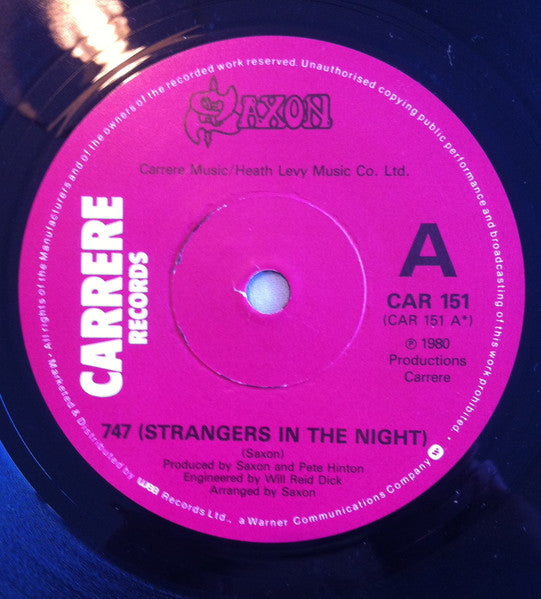 SAXON
Carrere Music/Heath Levy Music Co. Ltd.
CARRERE
RECORDS
A
CAR 151
(CAR 151 A*)
℗ 1980
Productions
Carrere
747 (STRANGERS IN THE NIGHT)
(Saxon)
Produced by Saxon and Pete Hinton
Engineered by Will Reid Dick
Arranged by Saxon
All rights of the Manufacturers and of the owners of the recorded work reserved. Unauthorised copying public performance and broadcasting of this work prohibited.
Marketed & Distributed by wea Records Ltd., a Warner Communications Company w